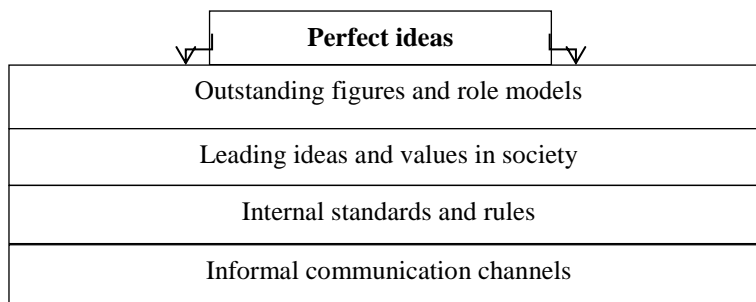 Perfect ideas
Outstanding figures and role models
Leading ideas and values in society
Internal standards and rules
Informal communication channels